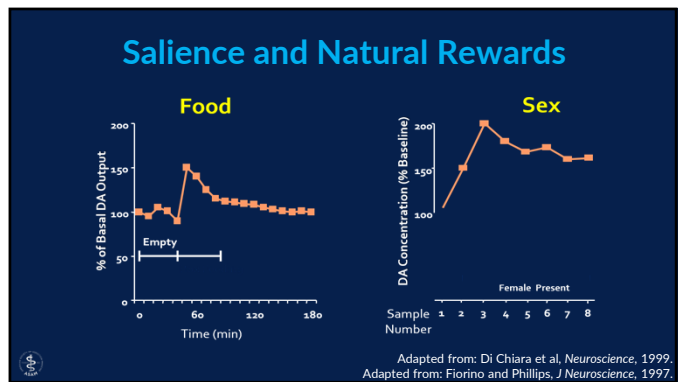 Salience and Natural Rewards
Food
% of Basal DA Output
200
150
100
50
0
Empty
0 60 120 180
Time (min)
Sex
DA Concentration (% Baseline)
200
150
100
Female Present
Sample Number
1 2 3 4 5 6 7 8
Adapted from: Di Chiara et al, Neuroscience, 1999.
Adapted from: Fiorino and Phillips, J Neuroscience, 1997.
ASAM